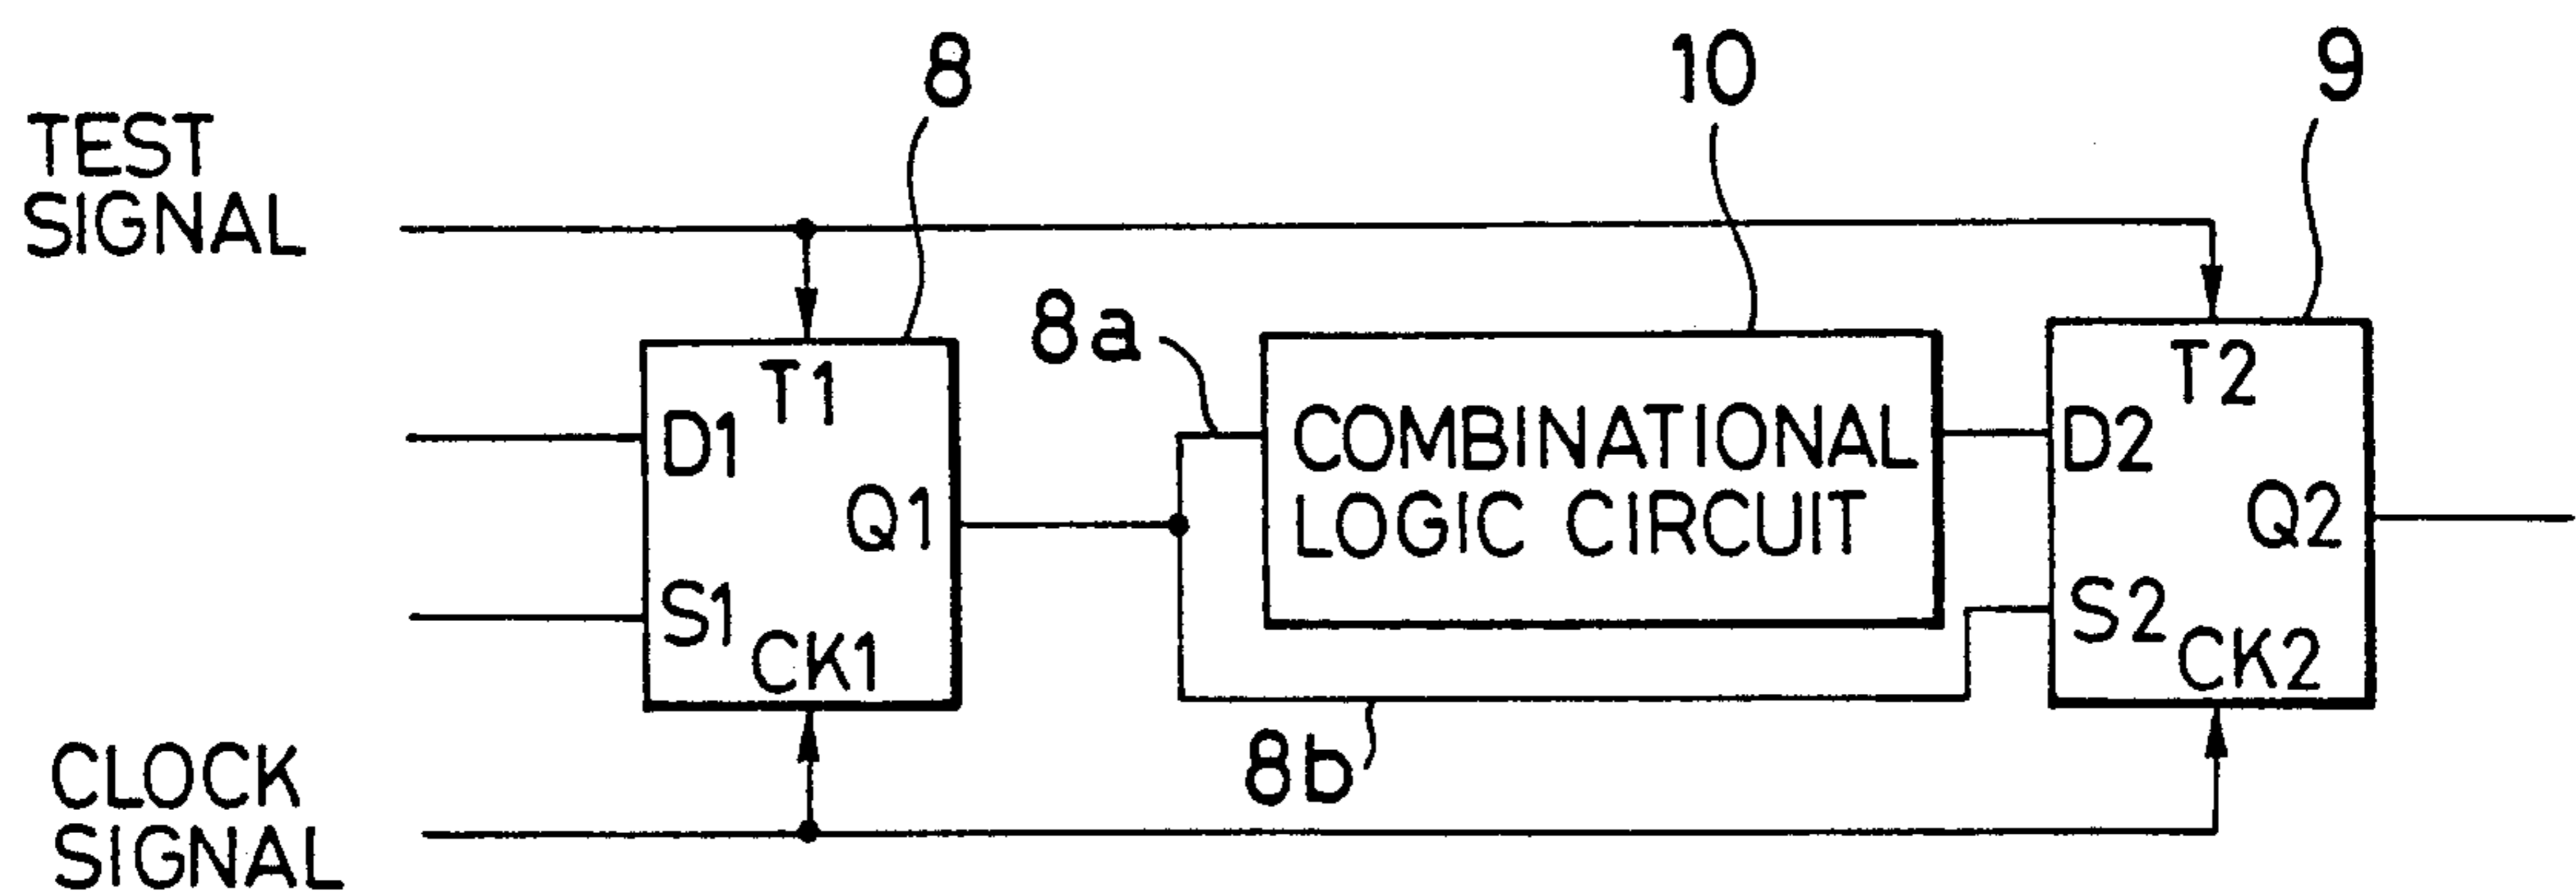 8
10
9
TEST
SIGNAL
8a
T1
D1
Q1
S1
CK1
COMBINATIONAL
LOGIC CIRCUIT
T2
D2
Q2
S2
CK2
8b
CLOCK
SIGNAL